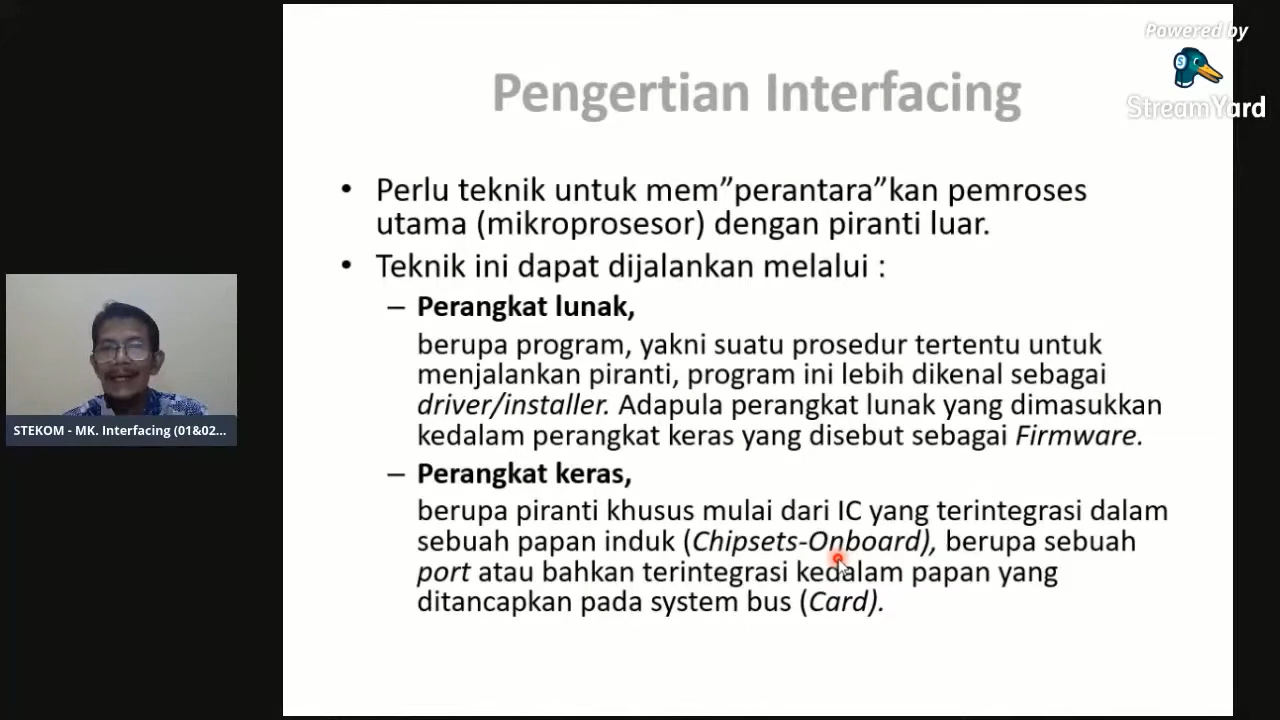 Powered by
StreamYard
Pengertian Interfacing
• Perlu teknik untuk mem”perantara”kan pemroses
utama (mikroprosesor) dengan piranti luar.
• Teknik ini dapat dijalankan melalui :
– Perangkat lunak,
berupa program, yakni suatu prosedur tertentu untuk
menjalankan piranti, program ini lebih dikenal sebagai
driver/installer. Adapula perangkat lunak yang dimasukkan
kedalam perangkat keras yang disebut sebagai Firmware.
– Perangkat keras,
berupa piranti khusus mulai dari IC yang terintegrasi dalam
sebuah papan induk (Chipsets-Onboard), berupa sebuah
port atau bahkan terintegrasi kedalam papan yang
ditancapkan pada system bus (Card).
STEKOM - MK. Interfacing (01&02...